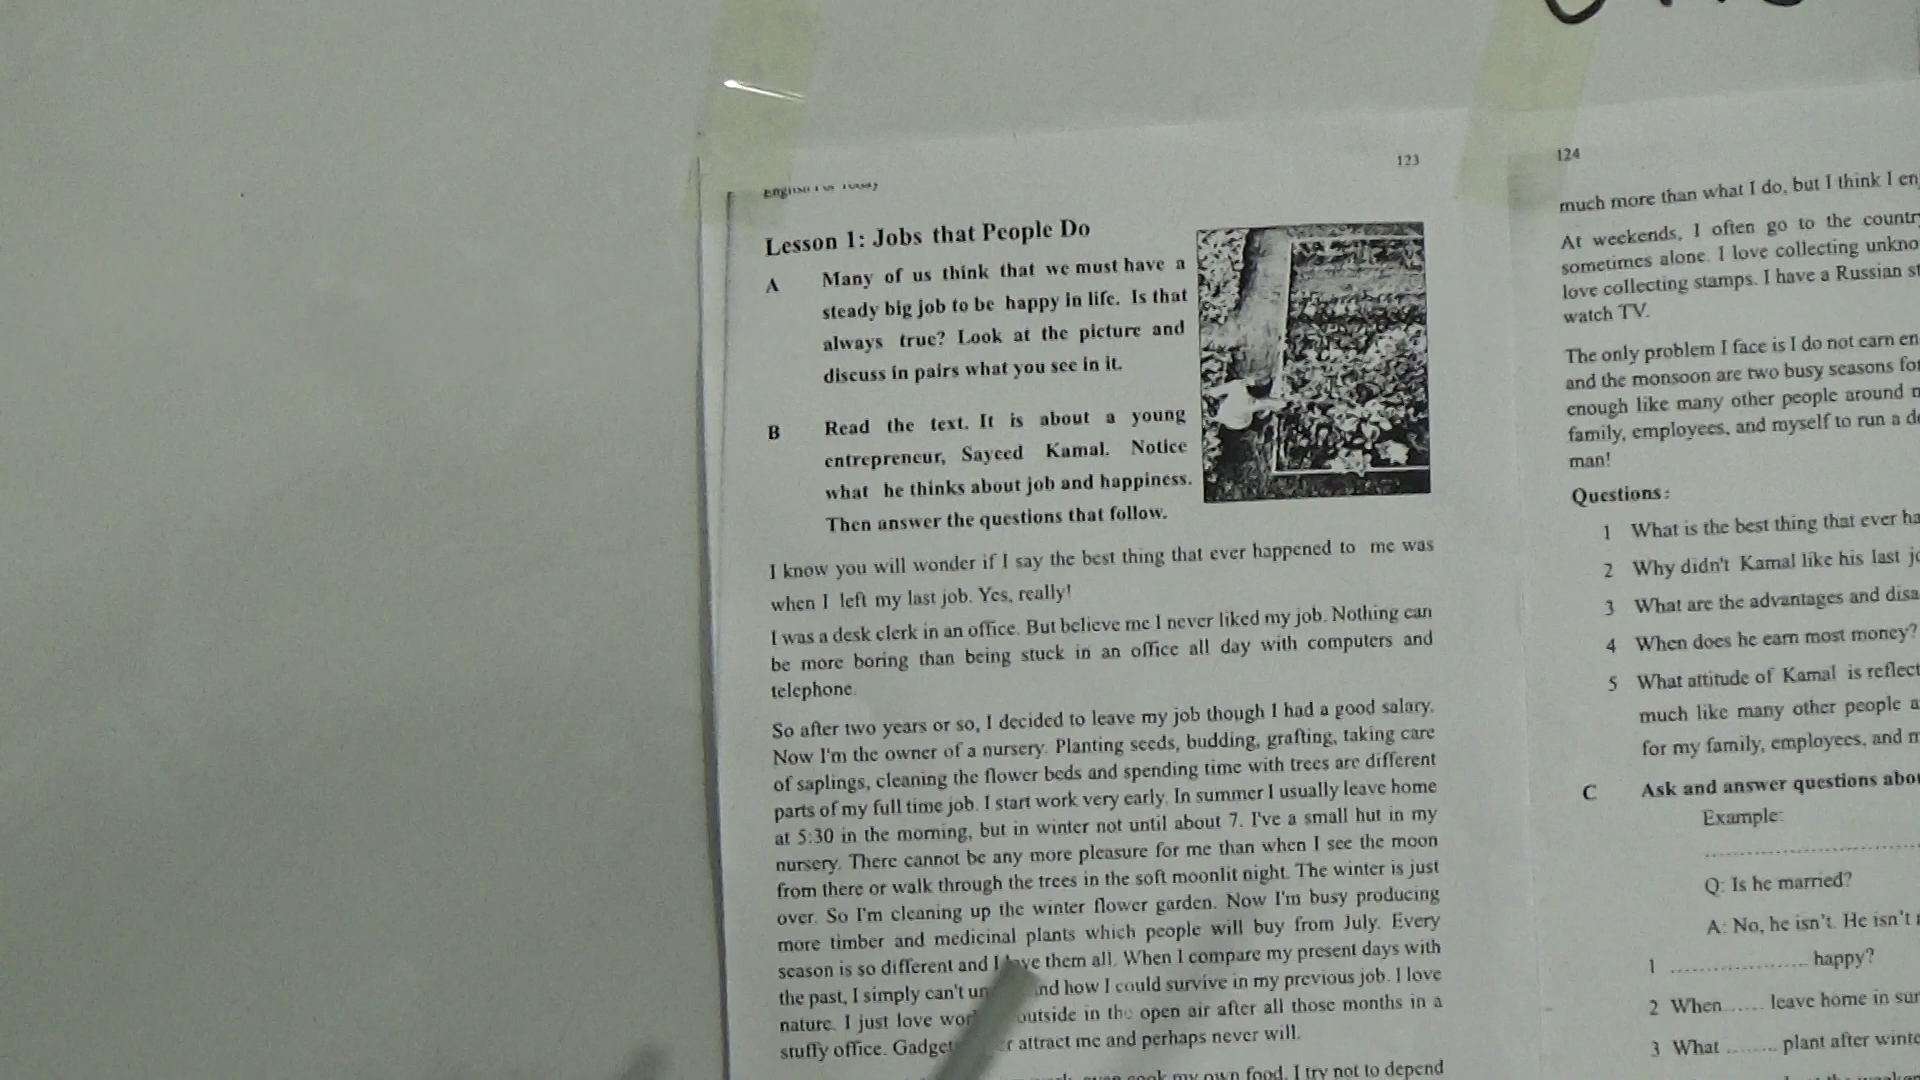 123
English For Today
Lesson 1: Jobs that People Do
A Many of us think that we must have a
steady big job to be happy in life. Is that
always true? Look at the picture and
discuss in pairs what you see in it.
B Read the text. It is about a young
entrepreneur, Sayeed Kamal. Notice
what he thinks about job and happiness.
Then answer the questions that follow.
I know you will wonder if I say the best thing that ever happened to me was
when I left my last job. Yes, really!
I was a desk clerk in an office. But believe me I never liked my job. Nothing can
be more boring than being stuck in an office all day with computers and
telephone.
So after two years or so, I decided to leave my job though I had a good salary.
Now I'm the owner of a nursery. Planting seeds, budding, grafting, taking care
of saplings, cleaning the flower beds and spending time with trees are different
parts of my full time job. I start work very early. In summer I usually leave home
at 5:30 in the morning, but in winter not until about 7. I've a small hut in my
nursery. There cannot be any more pleasure for me than when I see the moon
from there or walk through the trees in the soft moonlit night. The winter is just
over. So I'm cleaning up the winter flower garden. Now I'm busy producing
more timber and medicinal plants which people will buy from July. Every
season is so different and I love them all. When I compare my present days with
the past, I simply can't un nd how I could survive in my previous job. I love
nature. I just love wor outside in the open air after all those months in a
stuffy office. Gadget r attract me and perhaps never will.
my own food. I try not to depend
124
much more than what I do, but I think I en
At weekends, I often go to the countr
sometimes alone. I love collecting unkno
love collecting stamps. I have a Russian st
watch TV.
The only problem I face is I do not earn en
and the monsoon are two busy seasons for
enough like many other people around m
family, employees, and myself to run a de
man!
Questions:
1 What is the best thing that ever ha
2 Why didn't Kamal like his last jo
3 What are the advantages and disa
4 When does he earn most money?
5 What attitude of Kamal is reflect
much like many other people a
for my family, employees, and m
C Ask and answer questions abou
Example:
Q: Is he married?
A: No, he isn't. He isn't
1 .................... happy?
2 When...... leave home in sum
3 What ........ plant after winte